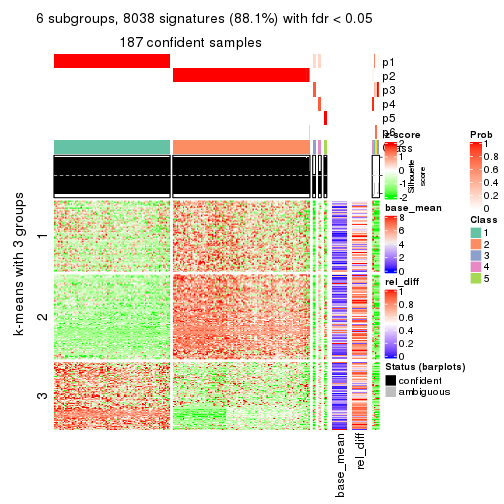 6 subgroups, 8038 signatures (88.1%) with fdr < 0.05
187 confident samples
p1
p2
p3
p4
p5
p6
Class
Silhouette
score
k-means with 3 groups
1
2
3
base_mean
rel_diff
z-score
2
1
0
-1
-2
base_mean
8
6
4
2
0
rel_diff
1
0.8
0.6
0.4
0.2
0
Status (barplots)
confident
ambiguous
Prob
1
0.8
0.6
0.4
0.2
0
Class
1
2
3
4
5